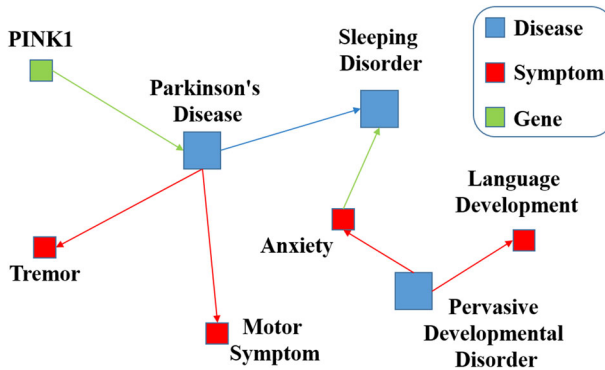 PINK1
Sleeping
Disorder
Disease
Symptom
Gene
Parkinson's
Disease
Language
Development
Anxiety
Tremor
Motor
Symptom
Pervasive
Developmental
Disorder